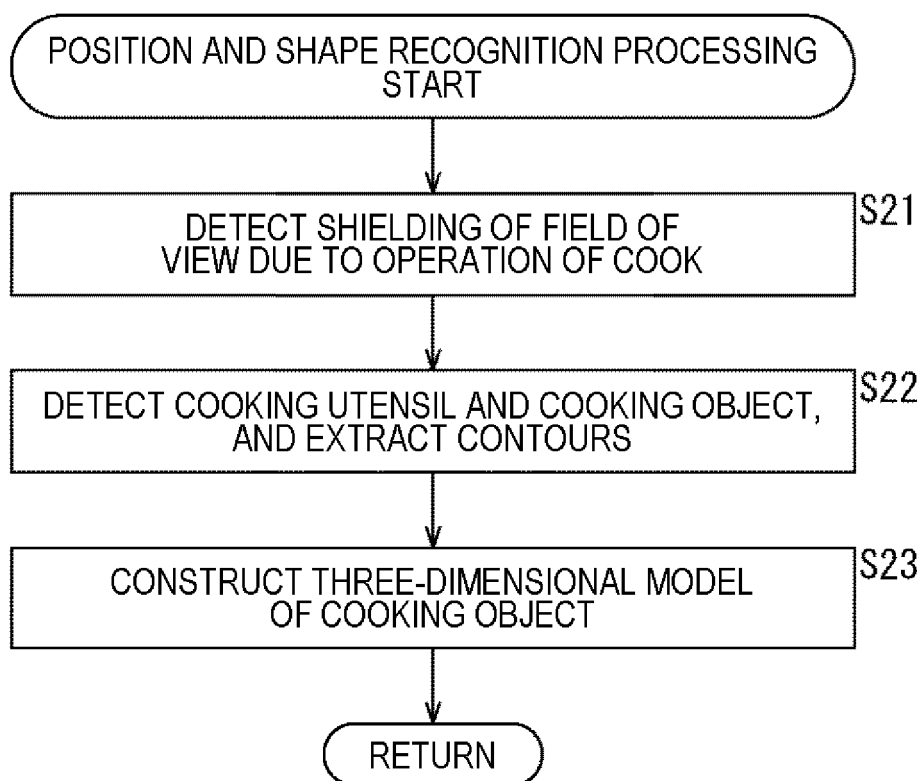 POSITION AND SHAPE RECOGNITION PROCESSING
START
S21
DETECT SHIELDING OF FIELD OF
VIEW DUE TO OPERATION OF COOK
S22
DETECT COOKING UTENSIL AND COOKING OBJECT,
AND EXTRACT CONTOURS
S23
CONSTRUCT THREE-DIMENSIONAL MODEL
OF COOKING OBJECT
RETURN